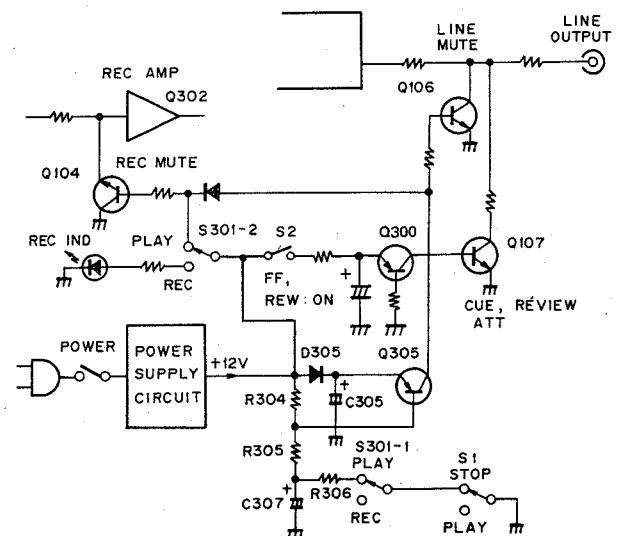 LINE
OUTPUT
LINE
MUTE
REC AMP
Q302
Q106
REC MUTE
Q104
REC IND
PLAY
S301-2
S2
Q300
Q107
REC
FF,
REW: ON
+
CUE, REVIEW
ATT
POWER
POWER
SUPPLY
CIRCUIT
+12V
D305
Q305
R304
+
C305
R305
S301-1
PLAY
S1
STOP
+
C307
R306
REC
PLAY